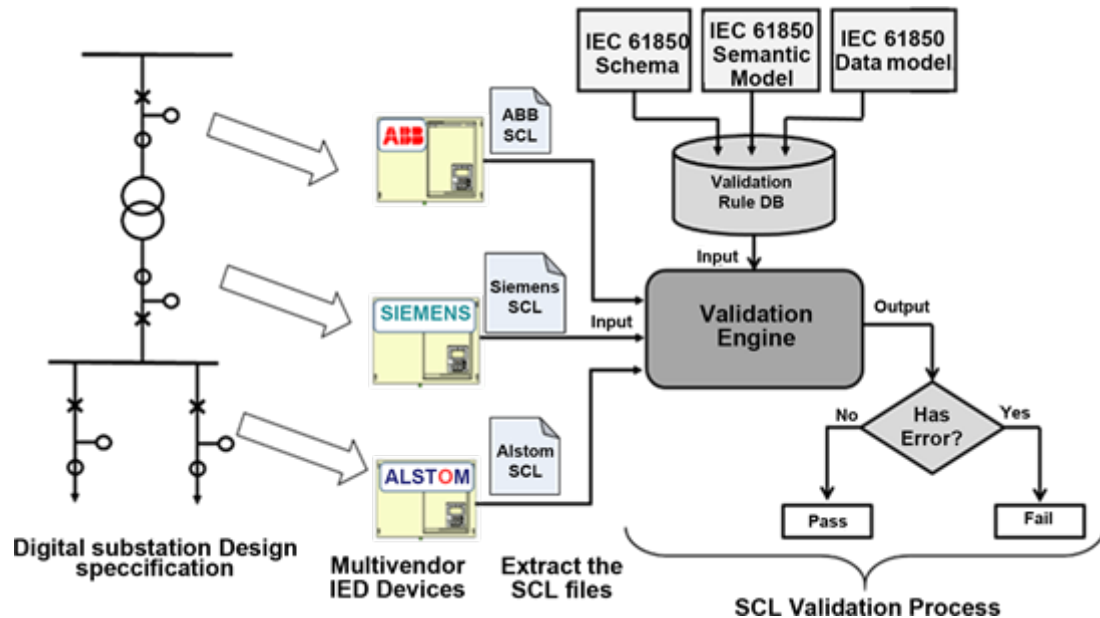 IEC 61850
Schema
IEC 61850
Semantic
Model
IEC 61850
Data model
ABB
ABB
SCL
Validation
Rule DB
Input
SIEMENS
Siemens
SCL
Input
Validation
Engine
Output
ALSTOM
Alstom
SCL
No
Has
Error?
Yes
Pass
Fail
Digital substation Design
speccification
Multivendor
IED Devices
Extract the
SCL files
SCL Validation Process